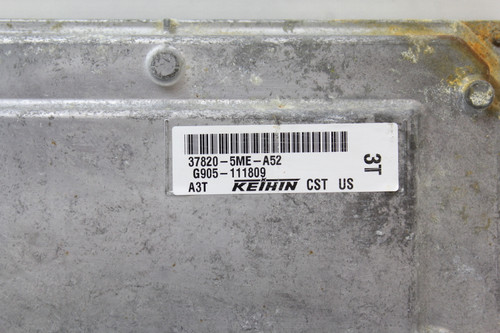 37820-5ME-A52
G905-111809
A3T KEIHIN CST US
3T